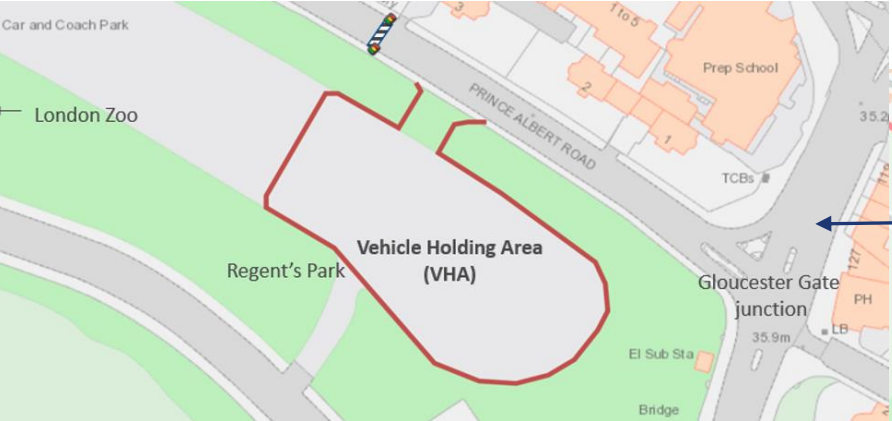 Car and Coach Park
London Zoo
3
1 to 5
Prep School
2
PRINCE ALBERT ROAD
1
TCBs
35.2
Vehicle Holding Area
(VHA)
Regent's Park
Gloucester Gate
junction
127
PH
LB
35.9m
El Sub Sta
Bridge